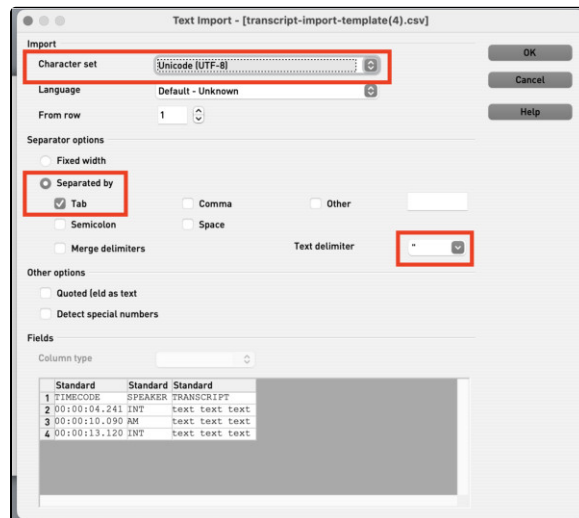 Text Import - [transcript-import-template(4).csv]
Import
Character set Unicode (UTF-8)
OK
Language Default - Unknown
Cancel
From row 1
Help
Separator options
Fixed width
Separated by
Tab Comma Other
Semicolon Space
Merge delimiters Text delimiter "
Other options
Quoted [eld as text
Detect special numbers
Fields
Column type
Standard Standard Standard
1 TIMECODE SPEAKER TRANSCRIPT
2 00:00:04.241 INT text text text
3 00:00:10.090 AM text text text
4 00:00:13.120 INT text text text